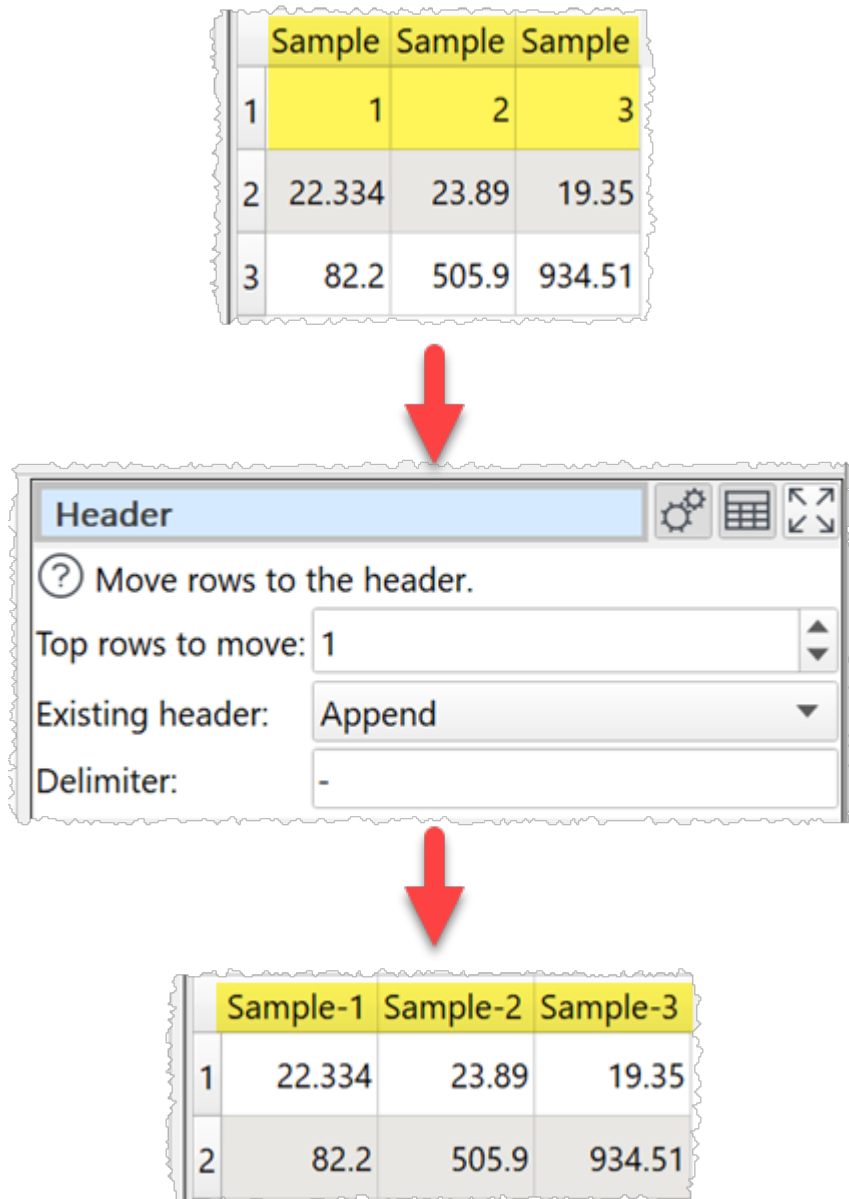 Sample Sample Sample
1 1 2 3
2 22.334 23.89 19.35
3 82.2 505.9 934.51
Header
? Move rows to the header.
Top rows to move: 1
Existing header: Append
Delimiter: -
Sample-1 Sample-2 Sample-3
1 22.334 23.89 19.35
2 82.2 505.9 934.51